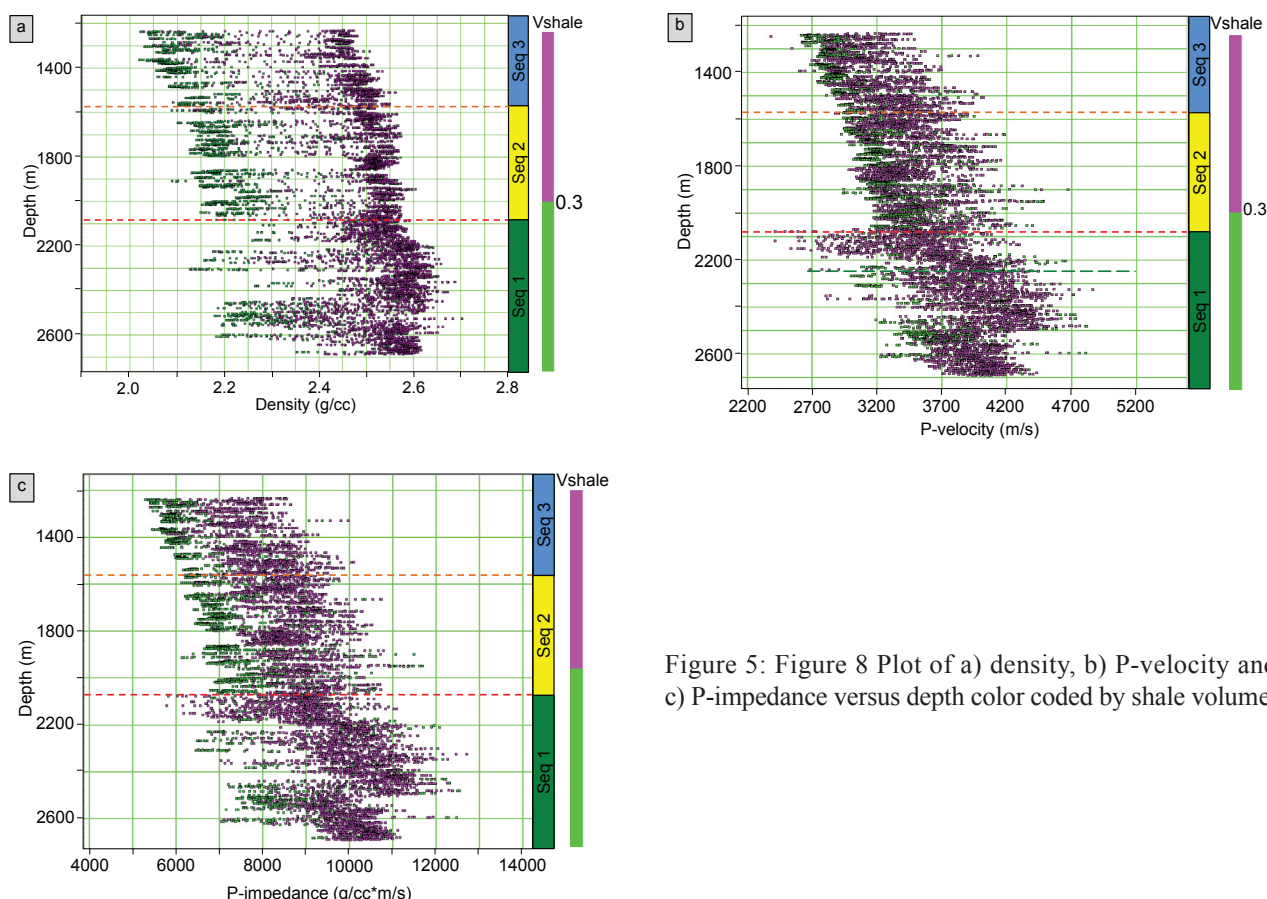 a
Vshale
1400
1800
2200
2600
Depth (m)
Seq 3
Seq 2
Seq 1
0.3
2.0 2.2 2.4 2.6 2.8
Density (g/cc)
b
Vshale
1400
1800
2200
2600
Depth (m)
Seq 3
Seq 2
Seq 1
0.3
2200 2700 3200 3700 4200 4700 5200
P-velocity (m/s)
c
Vshale
1400
1800
2200
2600
Depth (m)
Seq 3
Seq 2
Seq 1
4000 6000 8000 10000 12000 14000
P-impedance (g/cc*m/s)
Figure 5: Figure 8 Plot of a) density, b) P-velocity and
c) P-impedance versus depth color coded by shale volume